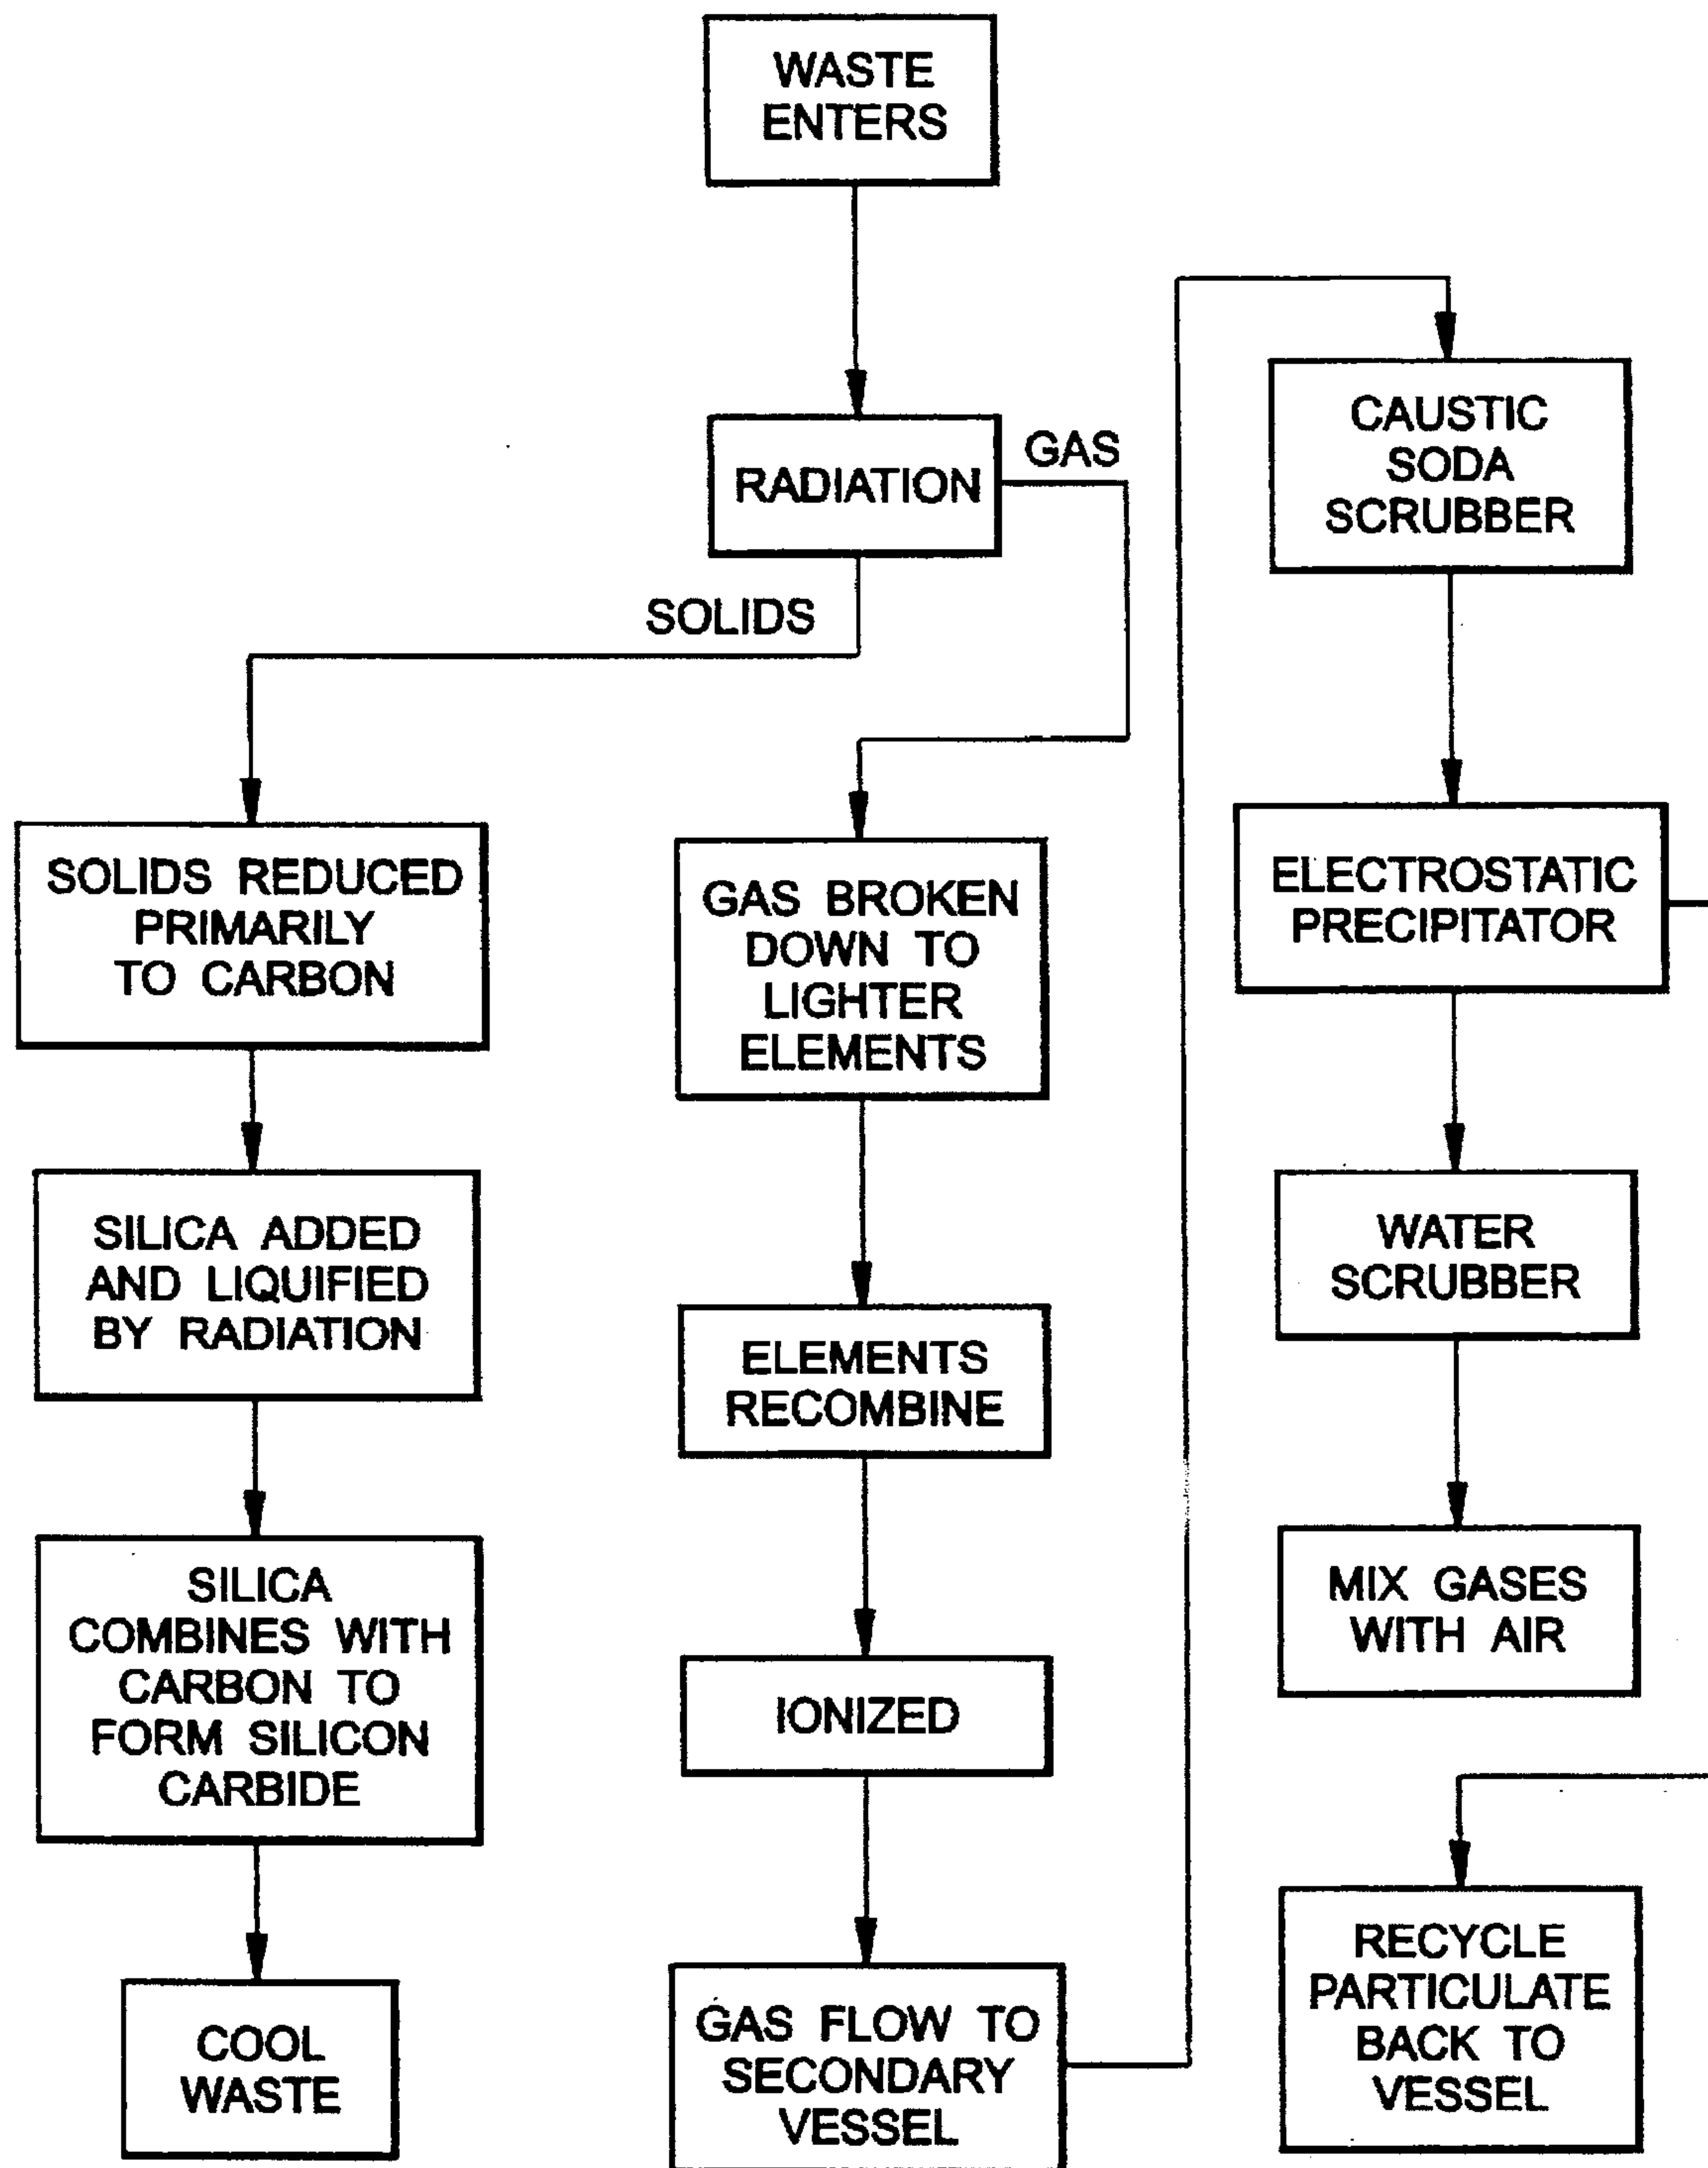 WASTE
ENTERS
RADIATION
GAS
SOLIDS
SOLIDS REDUCED
PRIMARILY
TO CARBON
SILICA ADDED
AND LIQUIFIED
BY RADIATION
SILICA
COMBINES WITH
CARBON TO
FORM SILICON
CARBIDE
COOL
WASTE
GAS BROKEN
DOWN TO
LIGHTER
ELEMENTS
ELEMENTS
RECOMBINE
IONIZED
GAS FLOW TO
SECONDARY
VESSEL
CAUSTIC
SODA
SCRUBBER
ELECTROSTATIC
PRECIPITATOR
WATER
SCRUBBER
MIX GASES
WITH AIR
RECYCLE
PARTICULATE
BACK TO
VESSEL